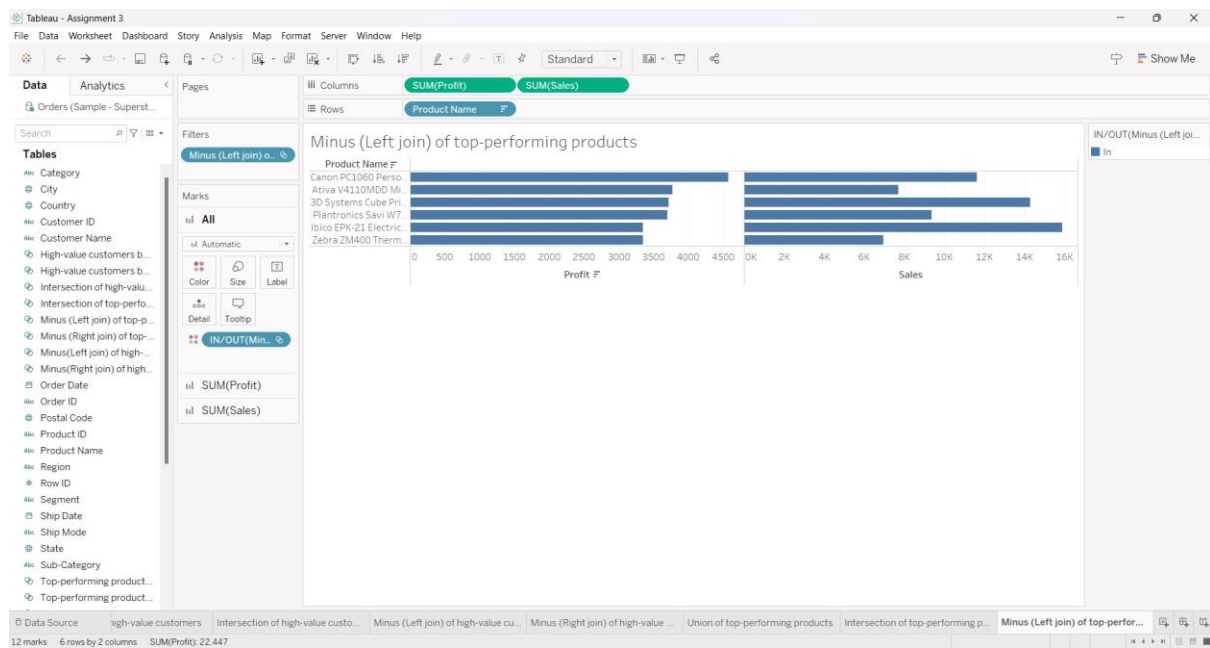 Tableau - Assignment 3
File Data Worksheet Dashboard Story Analysis Map Format Server Window Help
Standard
Show Me
Data Analytics
Orders (Sample - Superst...
Search
Tables
Abc Category
City
Country
Abc Customer ID
Abc Customer Name
High-value customers b...
High-value customers b...
Intersection of high-valu...
Intersection of top-perfo...
Minus (Left join) of top-p...
Minus (Right join) of top-...
Minus(Left join) of high-...
Minus(Right join) of high...
Order Date
Abc Order ID
Postal Code
Abc Product ID
Abc Product Name
Abc Region
# Row ID
Abc Segment
Ship Date
Abc Ship Mode
State
Abc Sub-Category
Top-performing product...
Top-performing product...
Pages
Filters
Minus (Left join) o..
Marks
All
Automatic
Color Size Label
Detail Tooltip
IN/OUT(Min..
SUM(Profit)
SUM(Sales)
Columns SUM(Profit) SUM(Sales)
Rows Product Name
Minus (Left join) of top-performing products
Product Name
Canon PC1060 Perso..
Ativa V4110MDD Mi..
3D Systems Cube Pri..
Plantronics Savi W7..
Ibico EPK-21 Electric..
Zebra ZM400 Therm..
0 500 1000 1500 2000 2500 3000 3500 4000 4500 0K 2K 4K 6K 8K 10K 12K 14K 16K
Profit Sales
IN/OUT(Minus (Left joi...
In
Data Source high-value customers Intersection of high-value custo... Minus (Left join) of high-value cu... Minus (Right join) of high-value ... Union of top-performing products Intersection of top-performing p... Minus (Left join) of top-perfor...
12 marks 6 rows by 2 columns SUM(Profit): 22,447